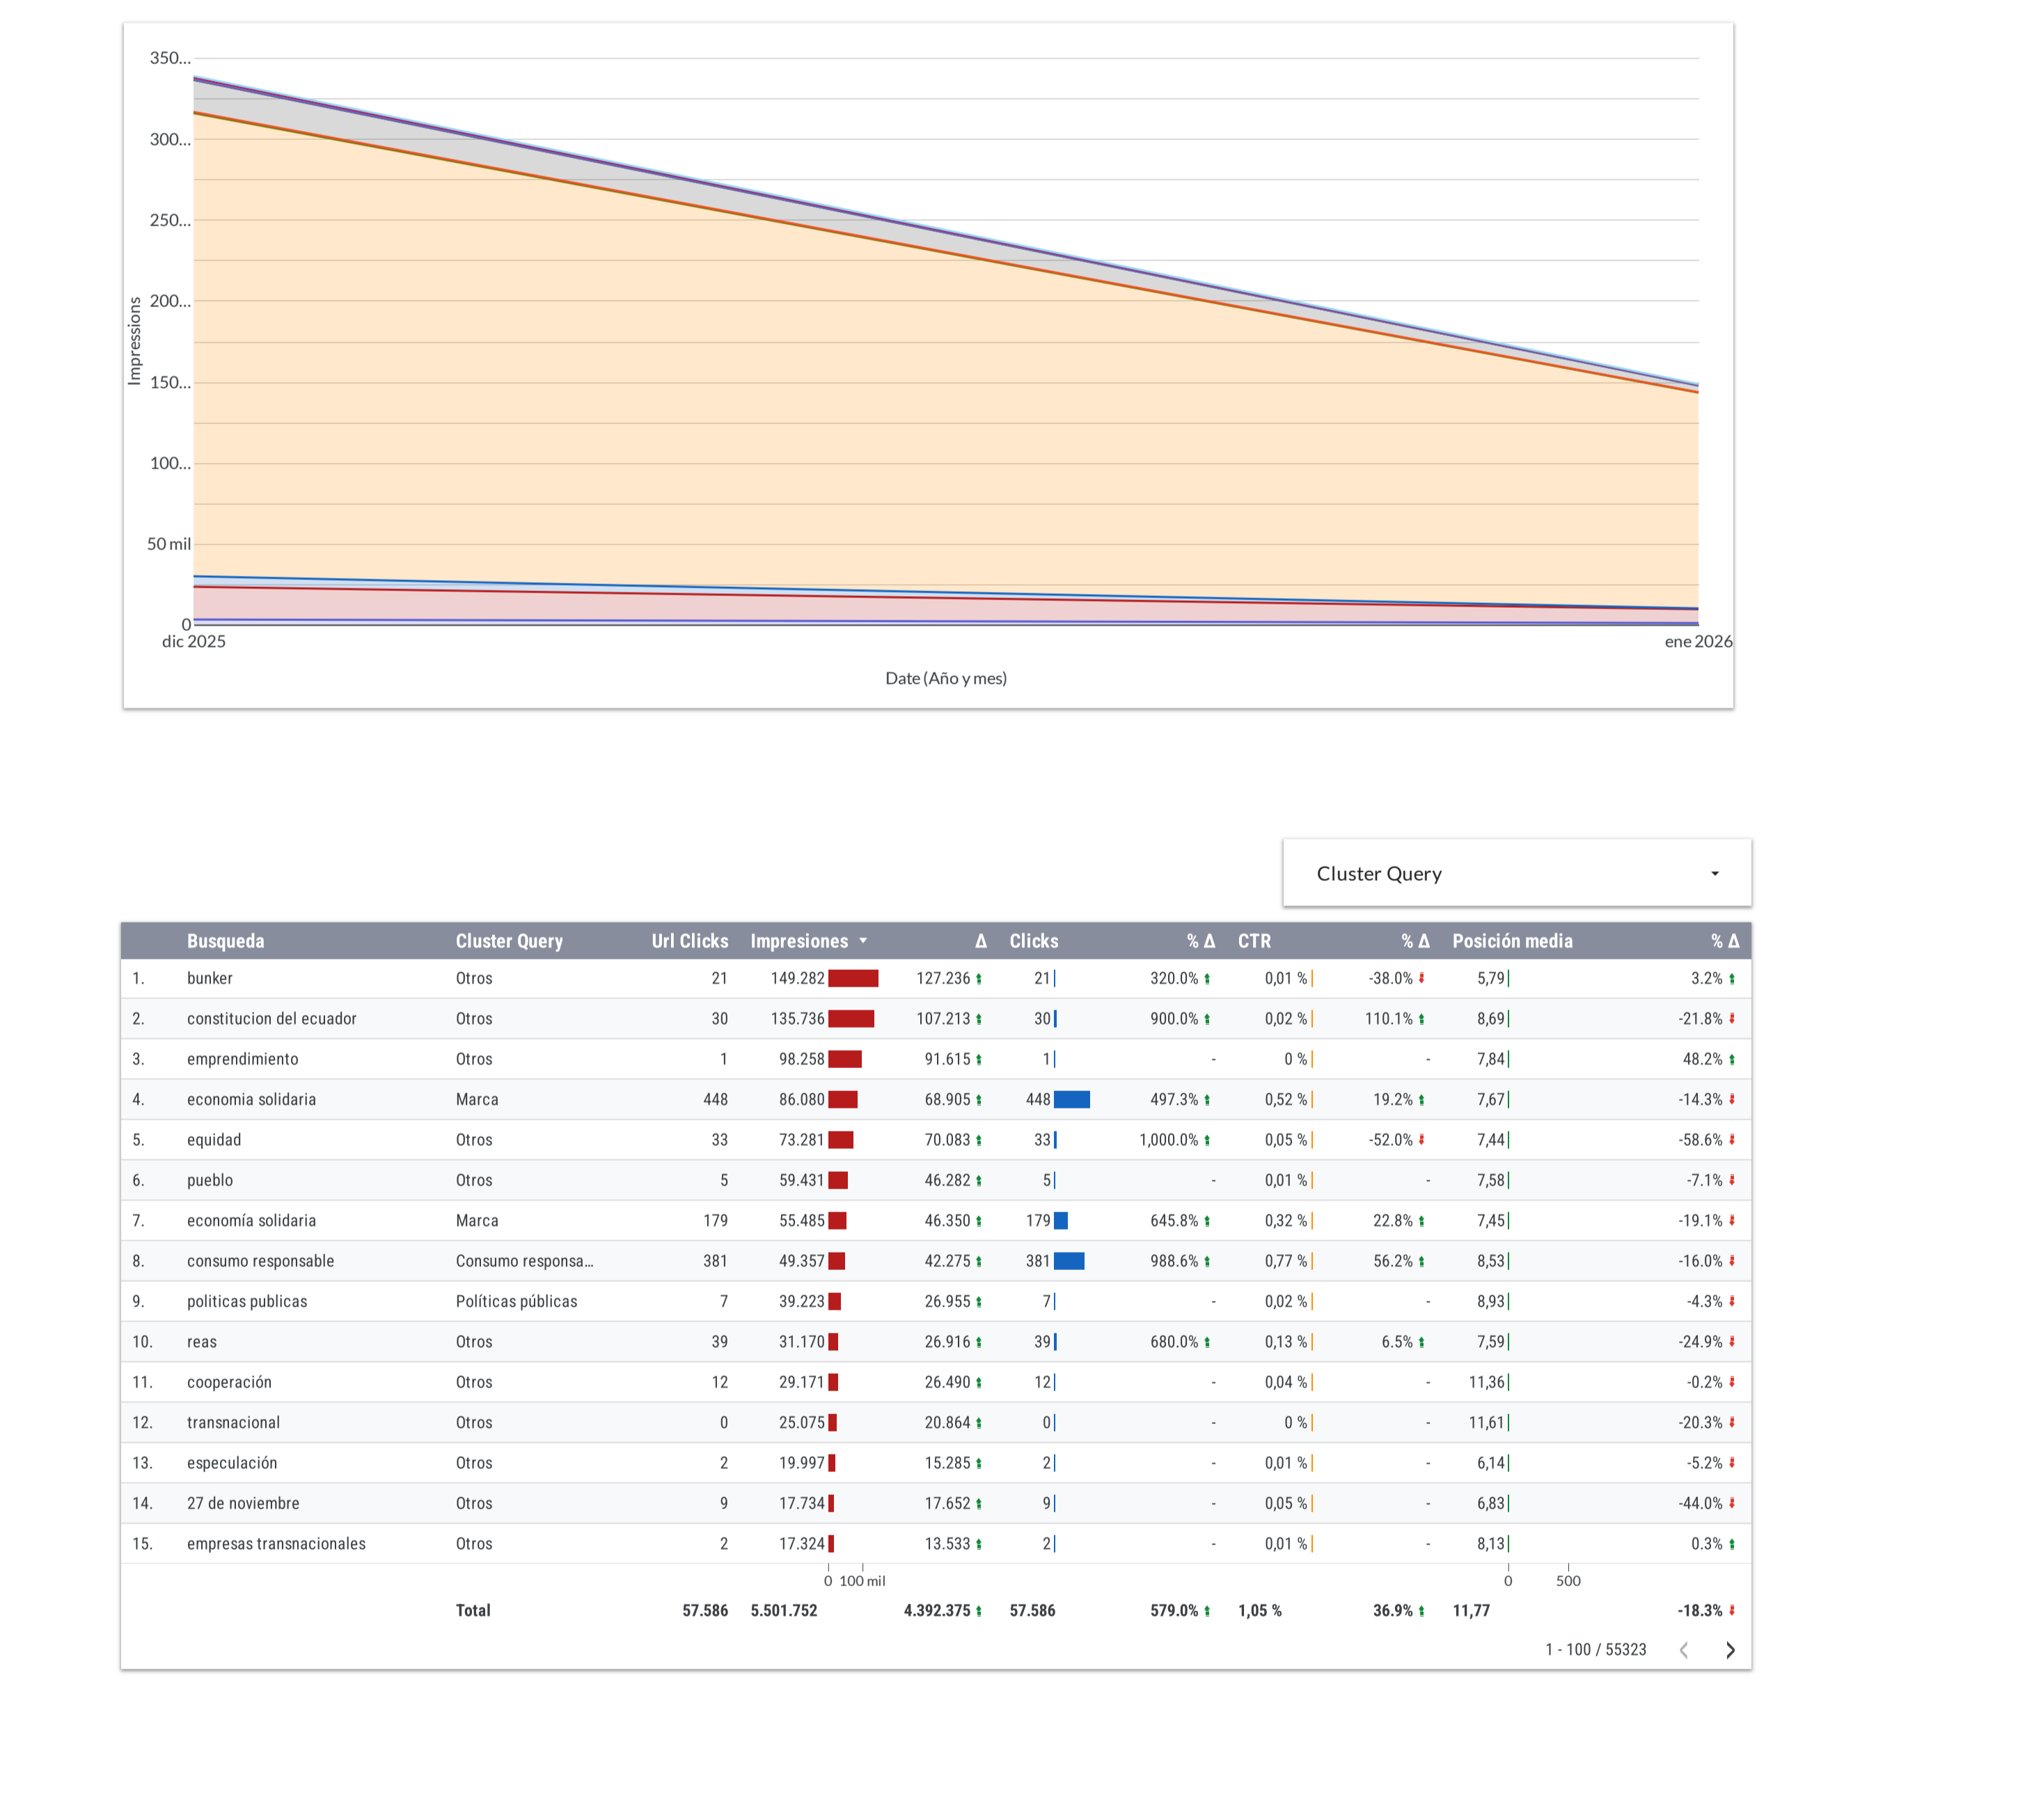 350...
300...
250...
200...
150...
100...
50 mil
0
Impressions
dic 2025
ene 2026
Date (Año y mes)
Cluster Query
Busqueda Cluster Query Url Clicks Impresiones Δ Clicks % Δ CTR % Δ Posición media % Δ
1. bunker Otros 21 149.282 127.236 21 320.0% 0,01 % -38.0% 5,79 3.2%
2. constitucion del ecuador Otros 30 135.736 107.213 30 900.0% 0,02 % 110.1% 8,69 -21.8%
3. emprendimiento Otros 1 98.258 91.615 1 - 0 % - 7,84 48.2%
4. economia solidaria Marca 448 86.080 68.905 448 497.3% 0,52 % 19.2% 7,67 -14.3%
5. equidad Otros 33 73.281 70.083 33 1,000.0% 0,05 % -52.0% 7,44 -58.6%
6. pueblo Otros 5 59.431 46.282 5 - 0,01 % - 7,58 -7.1%
7. economía solidaria Marca 179 55.485 46.350 179 645.8% 0,32 % 22.8% 7,45 -19.1%
8. consumo responsable Consumo responsa... 381 49.357 42.275 381 988.6% 0,77 % 56.2% 8,53 -16.0%
9. politicas publicas Políticas públicas 7 39.223 26.955 7 - 0,02 % - 8,93 -4.3%
10. reas Otros 39 31.170 26.916 39 680.0% 0,13 % 6.5% 7,59 -24.9%
11. cooperación Otros 12 29.171 26.490 12 - 0,04 % - 11,36 -0.2%
12. transnacional Otros 0 25.075 20.864 0 - 0 % - 11,61 -20.3%
13. especulación Otros 2 19.997 15.285 2 - 0,01 % - 6,14 -5.2%
14. 27 de noviembre Otros 9 17.734 17.652 9 - 0,05 % - 6,83 -44.0%
15. empresas transnacionales Otros 2 17.324 13.533 2 - 0,01 % - 8,13 0.3%
0 100 mil 0 500
Total 57.586 5.501.752 4.392.375 57.586 579.0% 1,05 % 36.9% 11,77 -18.3%
1 - 100 / 55323